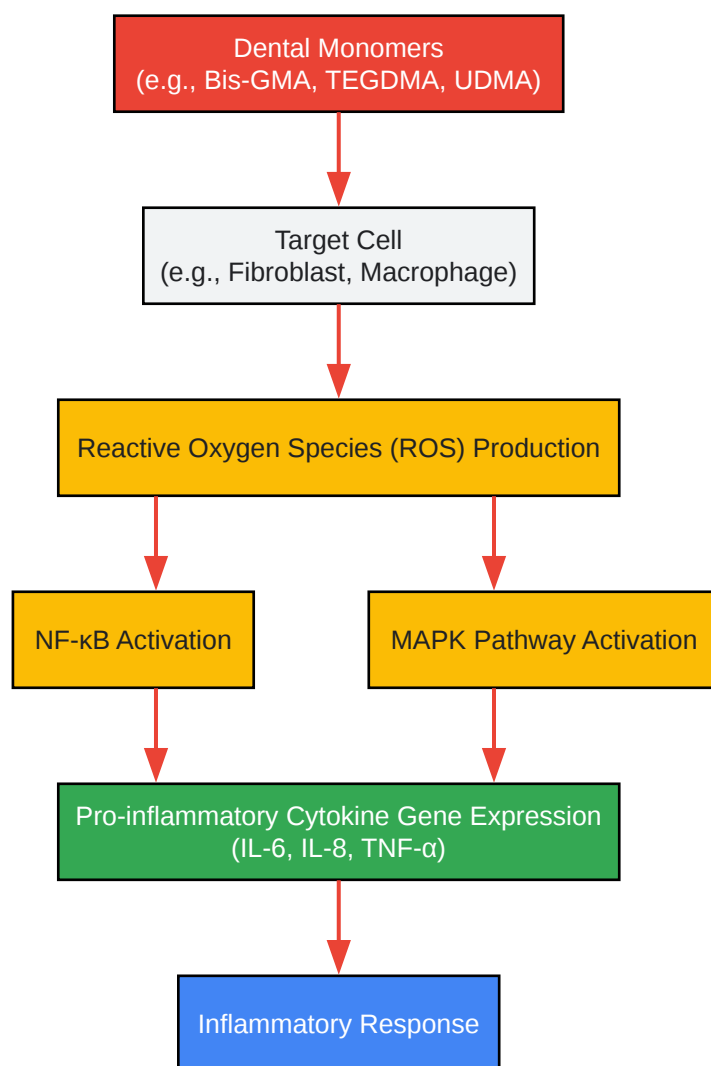 Dental Monomers
(e.g., Bis-GMA, TEGDMA, UDMA)
Target Cell
(e.g., Fibroblast, Macrophage)
Reactive Oxygen Species (ROS) Production
NF-κB Activation
MAPK Pathway Activation
Pro-inflammatory Cytokine Gene Expression
(IL-6, IL-8, TNF-α)
Inflammatory Response